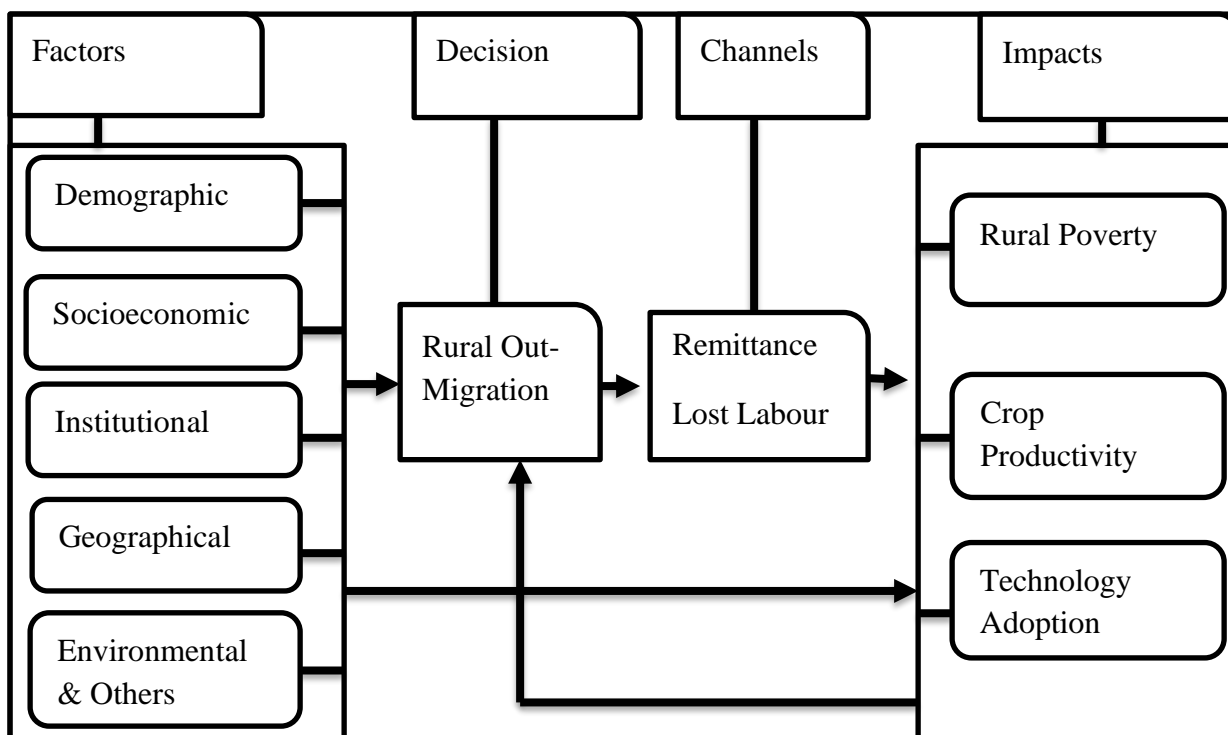 Factors
Decision
Channels
Impacts
Demographic
Socioeconomic
Institutional
Geographical
Environmental
& Others
Rural Out-
Migration
Remittance
Lost Labour
Rural Poverty
Crop
Productivity
Technology
Adoption